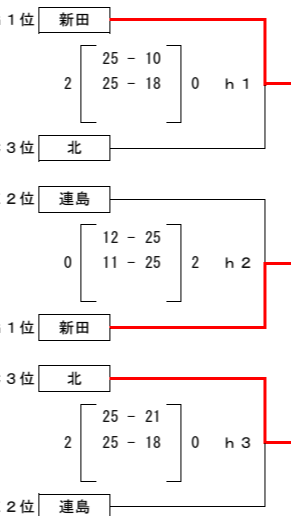 １位 新田
25 - 10
2 25 - 18 0 ｈ１
３位 北
２位 連島
12 - 25
0 11 - 25 2 ｈ２
１位 新田
３位 北
25 - 21
2 25 - 18 0 ｈ３
２位 連島